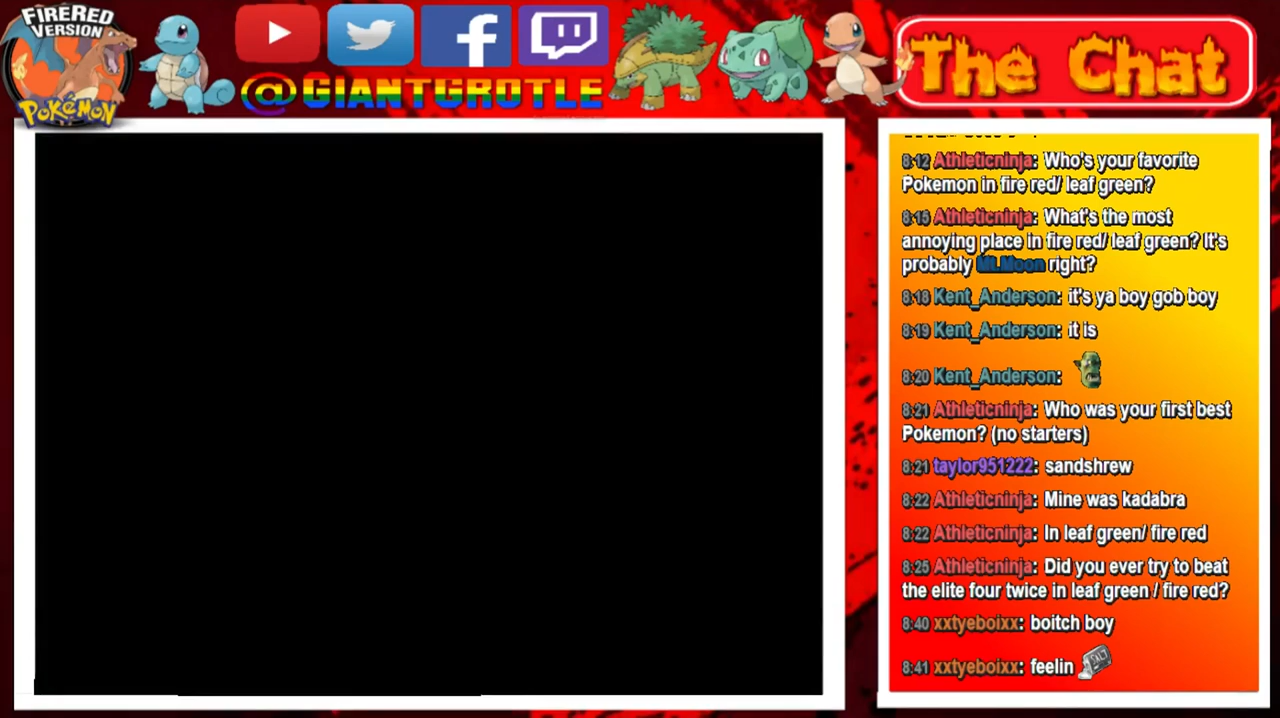 FIRERED
VERSION
POKéMON
@GIANTGROTLE
The Chat
8:12 Athleticninja: Who's your favorite
Pokemon in fire red/ leaf green?
8:15 Athleticninja: What's the most
annoying place in fire red/ leaf green? It's
probably Mt.Moon right?
8:18 Kent_Anderson: it's ya boy gob boy
8:19 Kent_Anderson: it is
8:20 Kent_Anderson:
8:21 Athleticninja: Who was your first best
Pokemon? (no starters)
8:21 taylor951222: sandshrew
8:22 Athleticninja: Mine was kadabra
8:22 Athleticninja: In leaf green/ fire red
8:25 Athleticninja: Did you ever try to beat
the elite four twice in leaf green / fire red?
8:40 xxtyeboixx: boitch boy
8:41 xxtyeboixx: feelin SALT